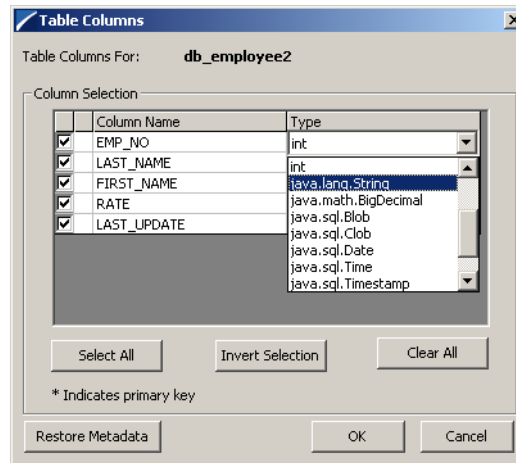 Table Columns
Table Columns For: db_employee2
Column Selection
Column Name Type
EMP_NO int
LAST_NAME int
FIRST_NAME java.lang.String
RATE java.math.BigDecimal
LAST_UPDATE java.sql.Blob
java.sql.Clob
java.sql.Date
java.sql.Time
java.sql.Timestamp
Select All Invert Selection Clear All
* Indicates primary key
Restore Metadata OK Cancel